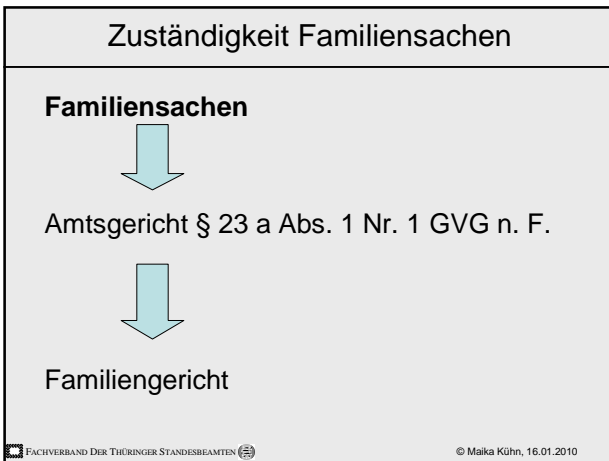 Zuständigkeit Familiensachen
Familiensachen
Amtsgericht § 23 a Abs. 1 Nr. 1 GVG n. F.
Familiengericht
FACHVERBAND DER THÜRINGER STANDESBEAMTEN
© Maika Kühn, 16.01.2010